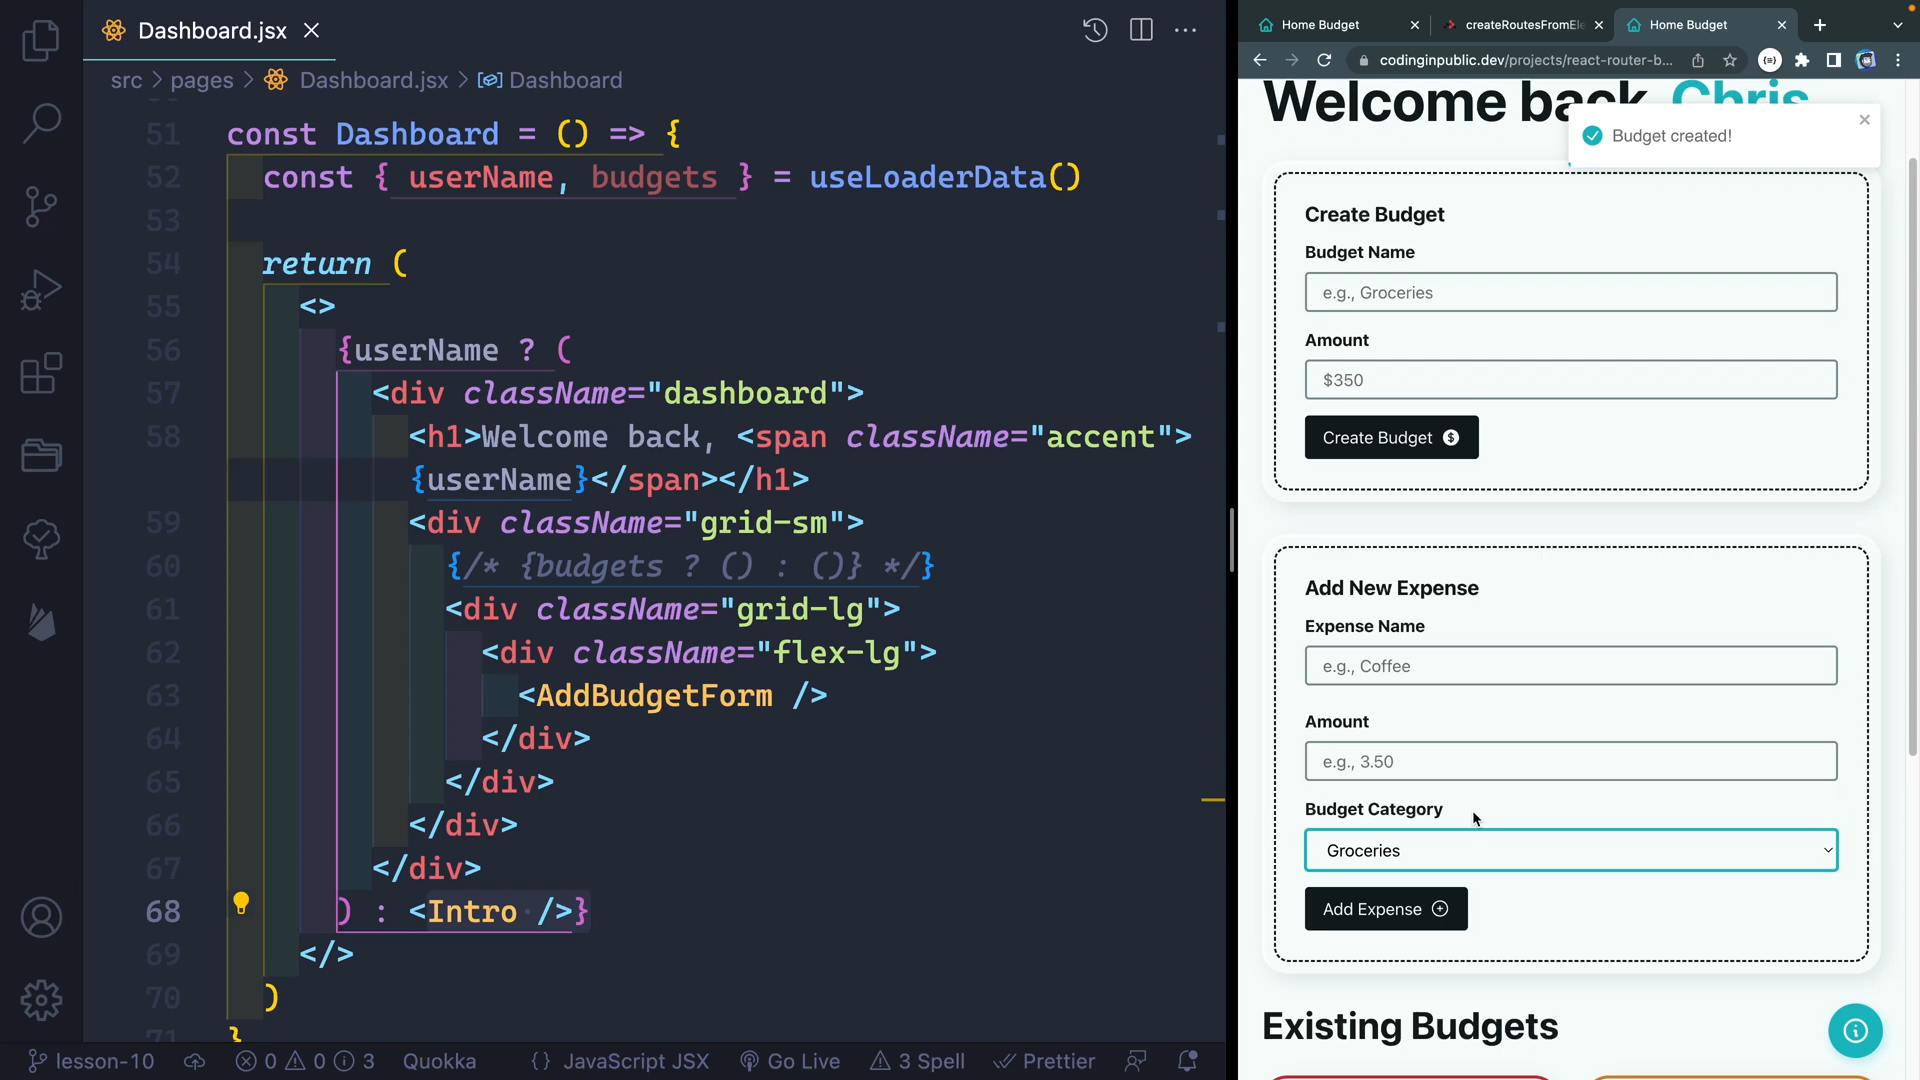 Dashboard.jsx
src > pages > Dashboard.jsx > Dashboard
51 const Dashboard = () => {
52 const { userName, budgets } = useLoaderData()
53
54 return (
55 <>
56 {userName ? (
57 <div className="dashboard">
58 <h1>Welcome back, <span className="accent">
{userName}</span></h1>
59 <div className="grid-sm">
60 {/* {budgets ? () : ()} */}
61 <div className="grid-lg">
62 <div className="flex-lg">
63 <AddBudgetForm />
64 </div>
65 </div>
66 </div>
67 </div>
68 ) : <Intro />}
69 </>
70 )
71 }
lesson-10 0 0 3 Quokka {} JavaScript JSX Go Live 3 Spell Prettier
Home Budget createRoutesFromEle Home Budget
codinginpublic.dev/projects/react-router-b...
Welcome back, Chris
Budget created!
Create Budget
Budget Name
e.g., Groceries
Amount
$350
Create Budget $
Add New Expense
Expense Name
e.g., Coffee
Amount
e.g., 3.50
Budget Category
Groceries
Add Expense
Existing Budgets